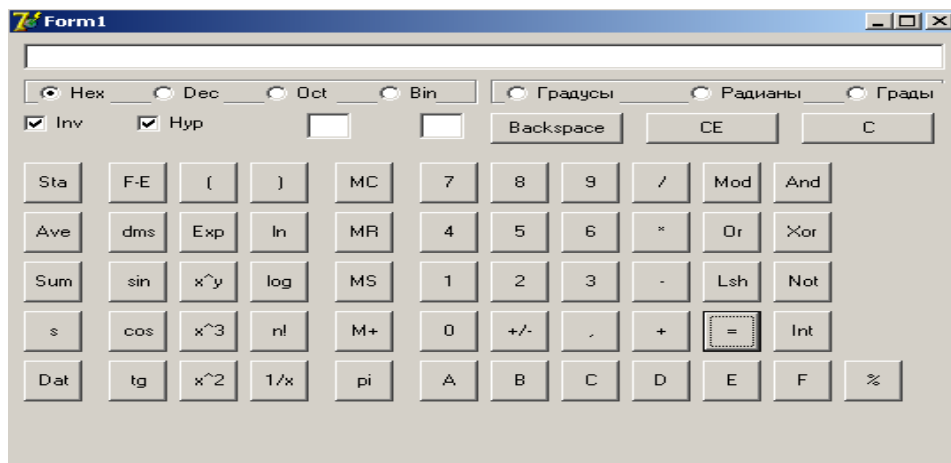 Form1
Hex Dec Oct Bin Градусы Радианы Грады
Inv Hyp Backspace CE C
Sta F-E ( ) MC 7 8 9 / Mod And
Ave dms Exp ln MR 4 5 6 * Or Xor
Sum sin x^y log MS 1 2 3 - Lsh Not
s cos x^3 n! M+ 0 +/- , + = Int
Dat tg x^2 1/x pi A B C D E F %